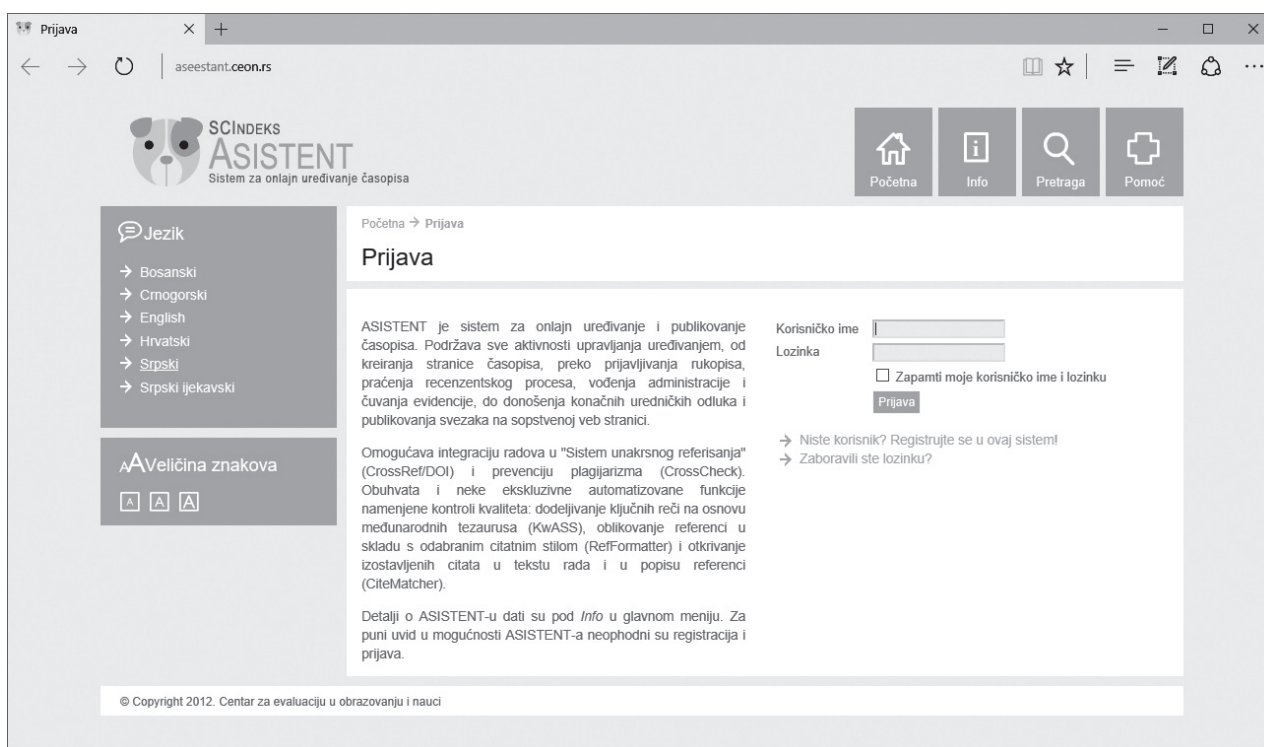 Prijava
aseestant.ceon.rs
SCINDEKS
ASISTENT
Sistem za onlajn uređivanje časopisa
Početna
Info
Pretraga
Pomoć
Jezik
Bosanski
Crnogorski
English
Hrvatski
Srpski
Srpski ijekavski
AAVeličina znakova
A A A
Početna → Prijava
Prijava
ASISTENT je sistem za onlajn uređivanje i publikovanje
časopisa. Podržava sve aktivnosti upravljanja uređivanjem, od
kreiranja stranice časopisa, preko prijavljivanja rukopisa,
praćenja recenzentskog procesa, vođenja administracije i
čuvanja evidencije, do donošenja konačnih uredničkih odluka i
publikovanja svezaka na sopstvenoj veb stranici.
Omogućava integraciju radova u "Sistem unakrsnog referisanja"
(CrossRef/DOI) i prevenciju plagijarizma (CrossCheck).
Obuhvata i neke ekskluzivne automatizovane funkcije
namenjene kontroli kvaliteta: dodeljivanje ključnih reči na osnovu
međunarodnih tezaurusa (KwASS), oblikovanje referenci u
skladu s odabranim citatnim stilom (RefFormatter) i otkrivanje
izostavljenih citata u tekstu rada i u popisu referenci
(CiteMatcher).
Detalji o ASISTENT-u dati su pod Info u glavnom meniju. Za
puni uvid u mogućnosti ASISTENT-a neophodni su registracija i
prijava.
Korisničko ime
Lozinka
Zapamti moje korisničko ime i lozinku
Prijava
Niste korisnik? Registrujte se u ovaj sistem!
Zaboravili ste lozinku?
© Copyright 2012. Centar za evaluaciju u obrazovanju i nauci